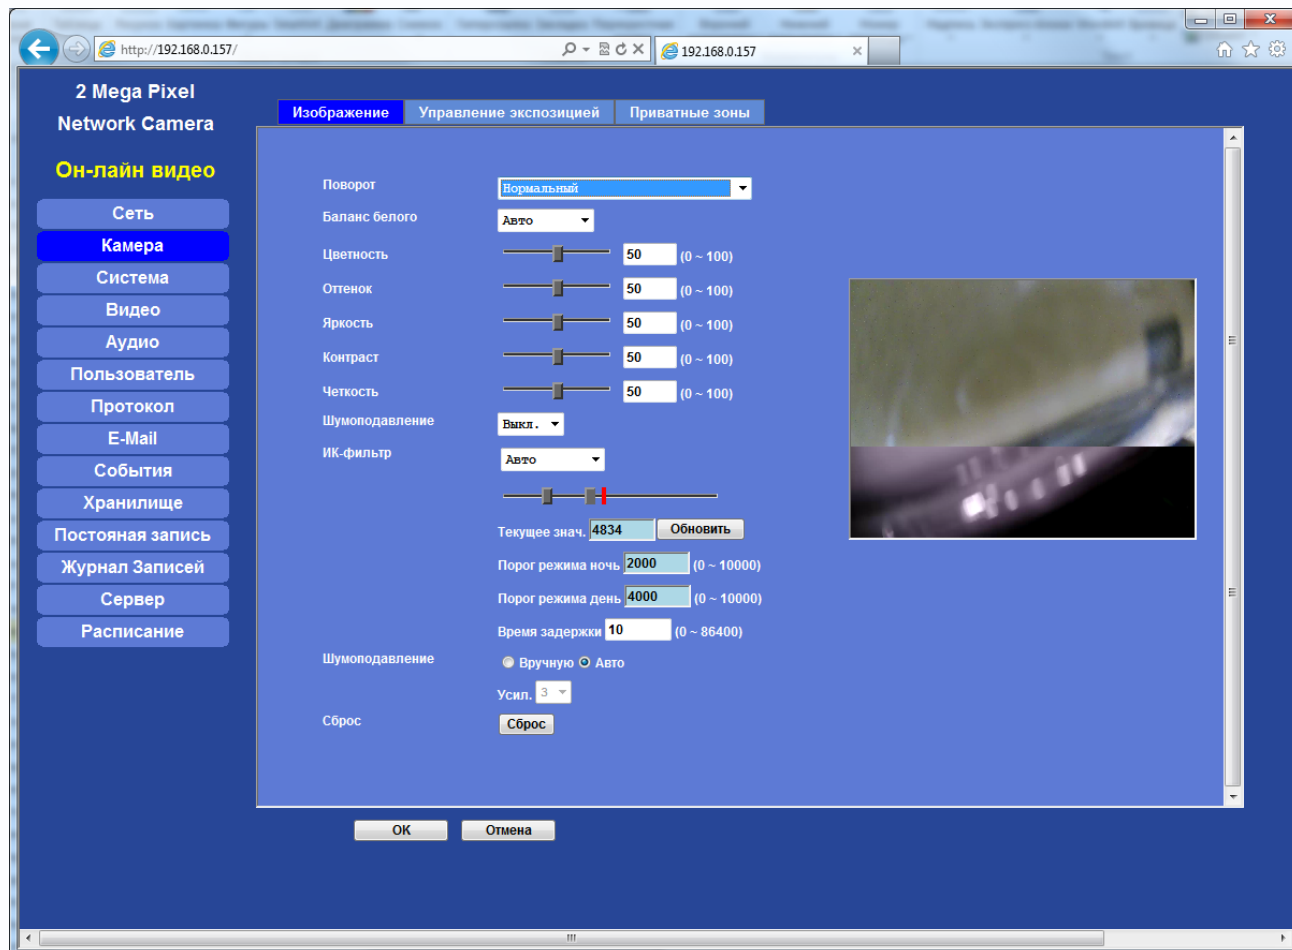 http://192.168.0.157/
192.168.0.157
2 Mega Pixel
Network Camera
Он-лайн видео
Сеть
Камера
Система
Видео
Аудио
Пользователь
Протокол
E-Mail
События
Хранилище
Постояная запись
Журнал Записей
Сервер
Расписание
Изображение Управление экспозицией Приватные зоны
Поворот Нормальный
Баланс белого Авто
Цветность 50 (0 ~ 100)
Оттенок 50 (0 ~ 100)
Яркость 50 (0 ~ 100)
Контраст 50 (0 ~ 100)
Четкость 50 (0 ~ 100)
Шумоподавление Выкл.
ИК-фильтр Авто
Текущее знач. 4834 Обновить
Порог режима ночь 2000 (0 ~ 10000)
Порог режима день 4000 (0 ~ 10000)
Время задержки 10 (0 ~ 86400)
Шумоподавление Вручную Авто
Усил. 3
Сброс Сброс
OK Отмена